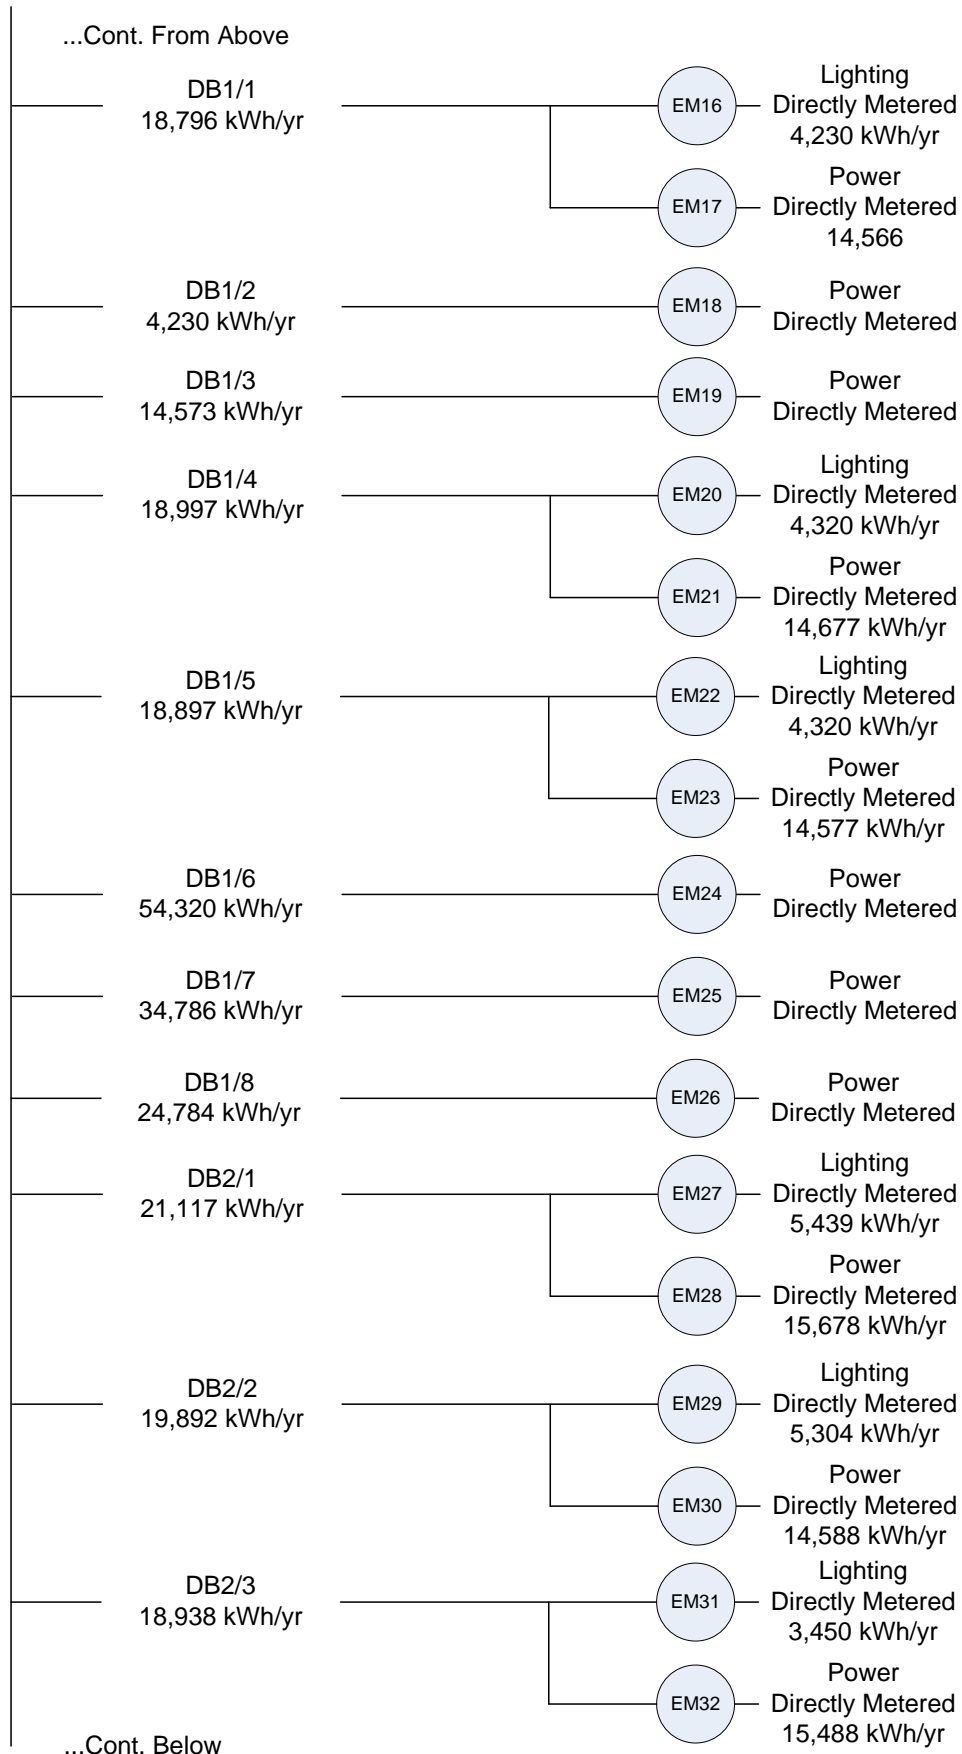 ...Cont. From Above
DB1/1
18,796 kWh/yr
EM16
Lighting
Directly Metered
4,230 kWh/yr
EM17
Power
Directly Metered
14,566
DB1/2
4,230 kWh/yr
EM18
Power
Directly Metered
DB1/3
14,573 kWh/yr
EM19
Power
Directly Metered
DB1/4
18,997 kWh/yr
EM20
Lighting
Directly Metered
4,320 kWh/yr
EM21
Power
Directly Metered
14,677 kWh/yr
DB1/5
18,897 kWh/yr
EM22
Lighting
Directly Metered
4,320 kWh/yr
EM23
Power
Directly Metered
14,577 kWh/yr
DB1/6
54,320 kWh/yr
EM24
Power
Directly Metered
DB1/7
34,786 kWh/yr
EM25
Power
Directly Metered
DB1/8
24,784 kWh/yr
EM26
Power
Directly Metered
DB2/1
21,117 kWh/yr
EM27
Lighting
Directly Metered
5,439 kWh/yr
EM28
Power
Directly Metered
15,678 kWh/yr
DB2/2
19,892 kWh/yr
EM29
Lighting
Directly Metered
5,304 kWh/yr
EM30
Power
Directly Metered
14,588 kWh/yr
DB2/3
18,938 kWh/yr
EM31
Lighting
Directly Metered
3,450 kWh/yr
EM32
Power
Directly Metered
15,488 kWh/yr
...Cont. Below